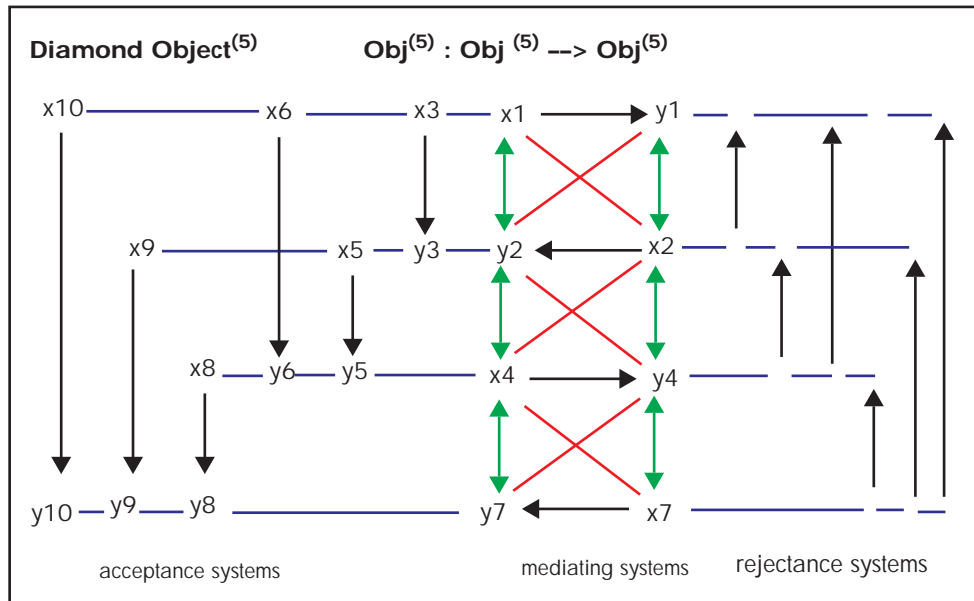 Diamond Object(5) Obj(5) : Obj (5) —> Obj(5)
x10 x6 x3 x1 y1
x9 x5 y3 y2 x2
x8 y6 y5 x4 y4
y10 y9 y8 y7 x7
acceptance systems mediating systems rejectance systems